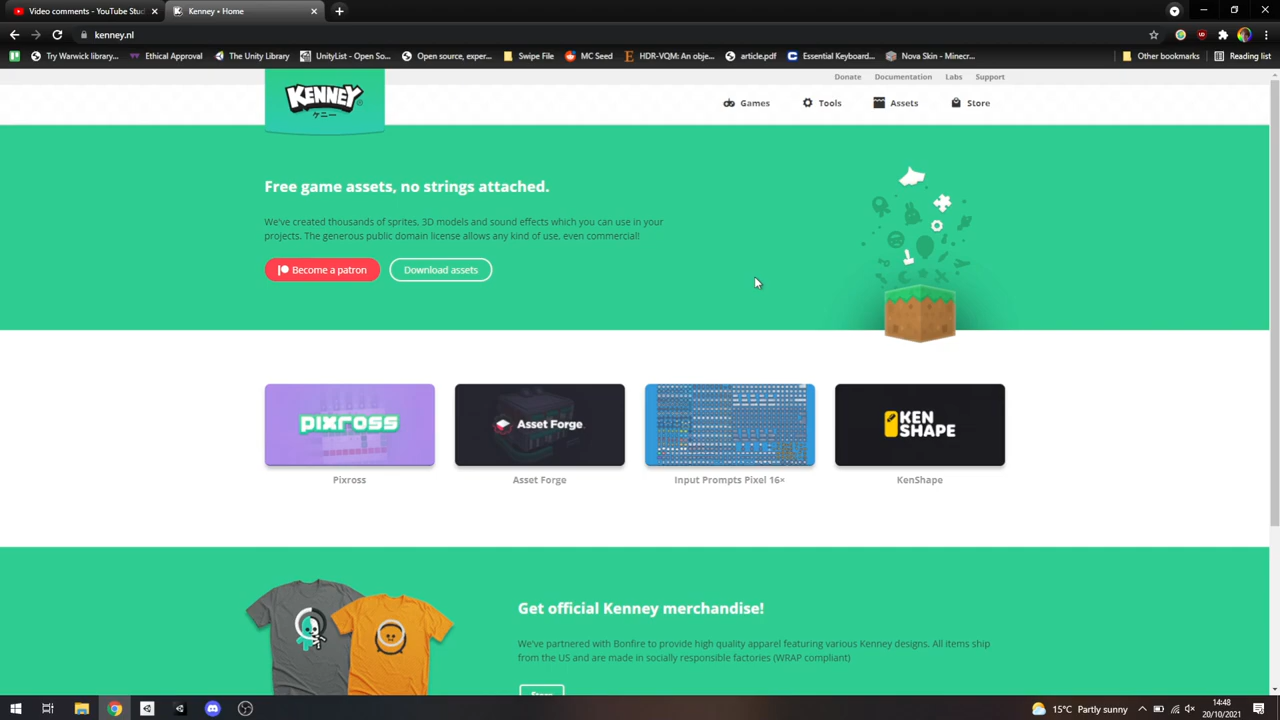 Video comments - YouTube Stud
Kenney • Home
kenney.nl
Try Warwick library...
Ethical Approval
The Unity Library
UnityList - Open So...
Open source, exper...
Swipe File
MC Seed
HDR-VQM: An obje...
article.pdf
Essential Keyboard...
Nova Skin - Minecr...
Other bookmarks
Reading list
Donate
Documentation
Labs
Support
KENNEY
ケニー
Games
Tools
Assets
Store
Free game assets, no strings attached.
We've created thousands of sprites, 3D models and sound effects which you can use in your
projects. The generous public domain license allows any kind of use, even commercial!
Become a patron
Download assets
PIXROSS
Asset Forge
KEN
SHAPE
Pixross
Asset Forge
Input Prompts Pixel 16×
KenShape
Get official Kenney merchandise!
We've partnered with Bonfire to provide high quality apparel featuring various Kenney designs. All items ship
from the US and are made in socially responsible factories (WRAP compliant)
Store
15°C Partly sunny
14:48
20/10/2021